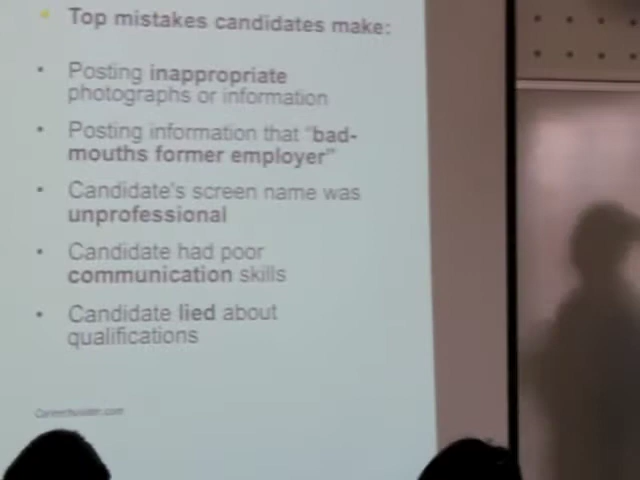 Top mistakes candidates make:
• Posting inappropriate
photographs or information
• Posting information that "bad-
mouths former employer"
• Candidate's screen name was
unprofessional
• Candidate had poor
communication skills
• Candidate lied about
qualifications